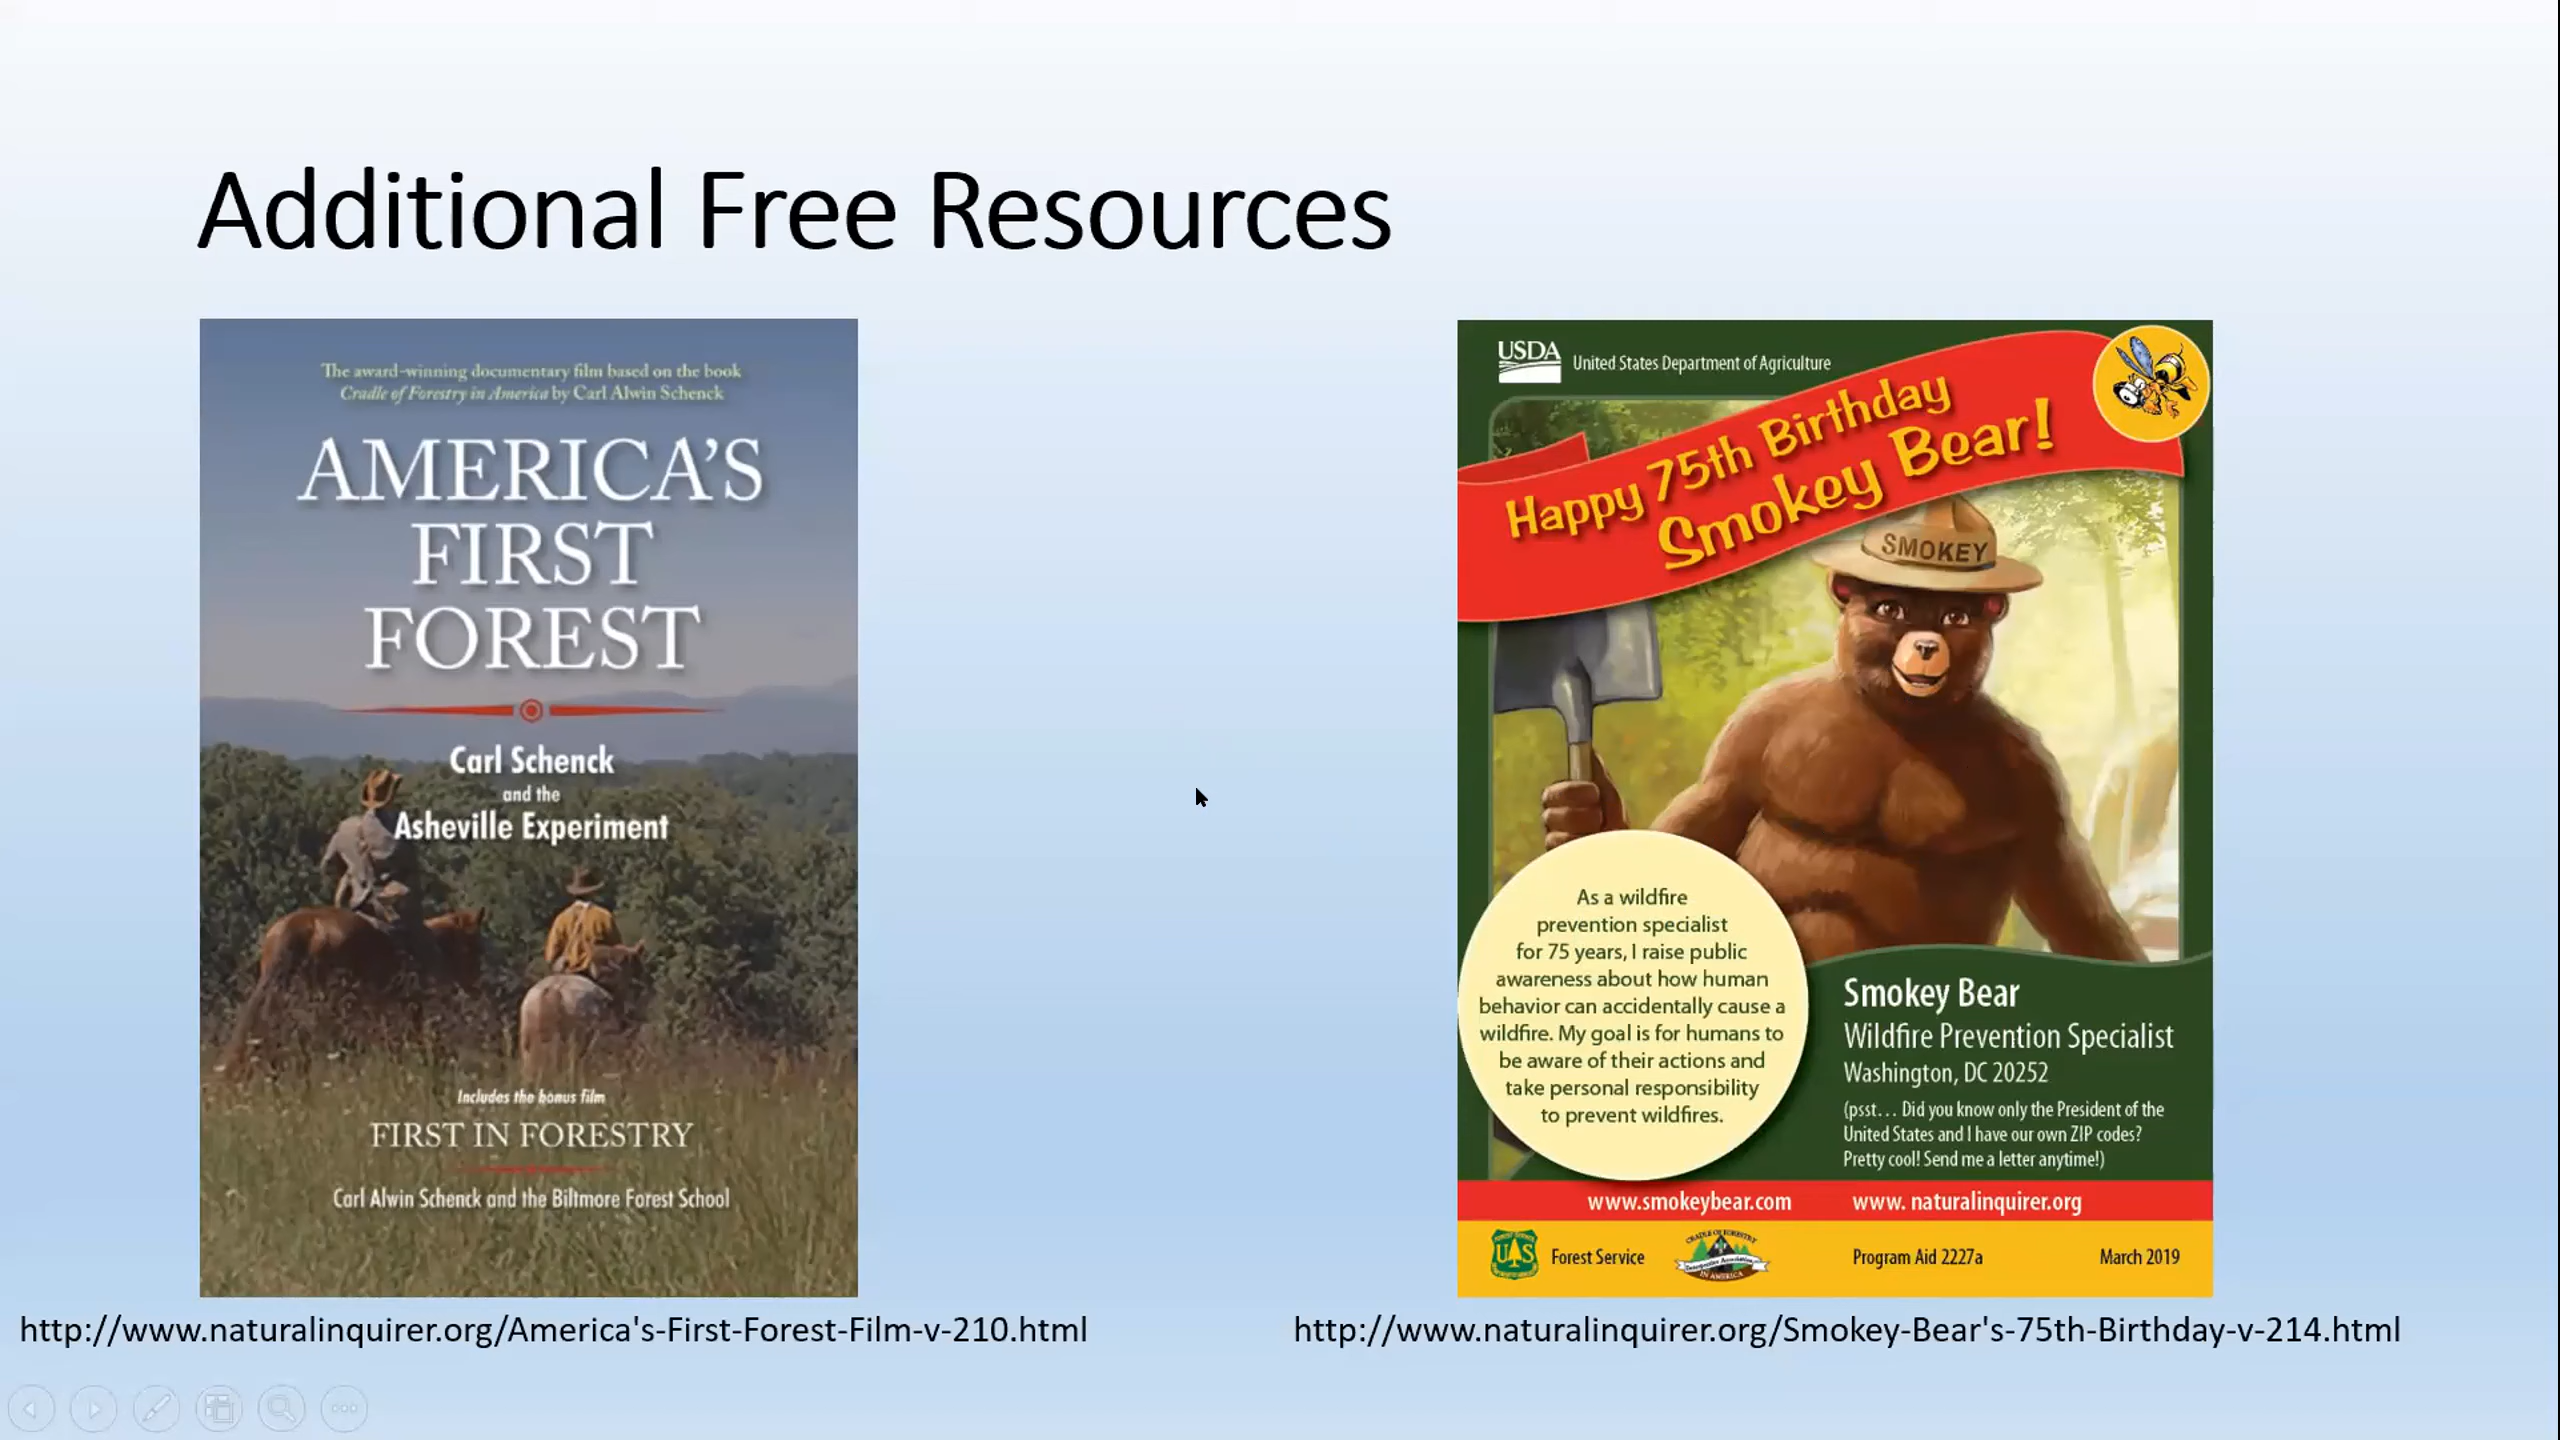 Additional Free Resources
The award-winning documentary film based on the book
Cradle of Forestry in America by Carl Alwin Schenck
AMERICA'S
FIRST
FOREST
Carl Schenck
and the
Asheville Experiment
Includes the bonus film
FIRST IN FORESTRY
Carl Alwin Schenck and the Biltmore Forest School
http://www.naturalinquirer.org/America's-First-Forest-Film-v-210.html
USDA
United States Department of Agriculture
Happy 75th Birthday
Smokey Bear!
SMOKEY
As a wildfire
prevention specialist
for 75 years, I raise public
awareness about how human
behavior can accidentally cause a
wildfire. My goal is for humans to
be aware of their actions and
take personal responsibility
to prevent wildfires.
Smokey Bear
Wildfire Prevention Specialist
Washington, DC 20252
(psst... Did you know only the President of the
United States and I have our own ZIP codes?
Pretty cool! Send me a letter anytime!)
www.smokeybear.com www. naturalinquirer.org
UAS
Forest Service
CRADLE OF FORESTRY
IN AMERICA
Program Aid 2227a
March 2019
http://www.naturalinquirer.org/Smokey-Bear's-75th-Birthday-v-214.html